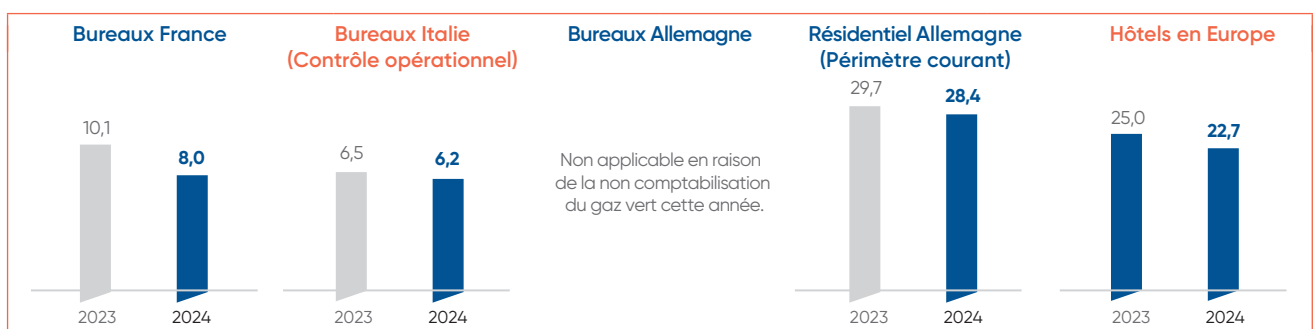 Bureaux France
10,1
8,0
2023
2024
Bureaux Italie
(Contrôle opérationnel)
6,5
6,2
2023
2024
Bureaux Allemagne
Non applicable en raison
de la non comptabilisation
du gaz vert cette année.
Résidentiel Allemagne
(Périmètre courant)
29,7
28,4
2023
2024
Hôtels en Europe
25,0
22,7
2023
2024